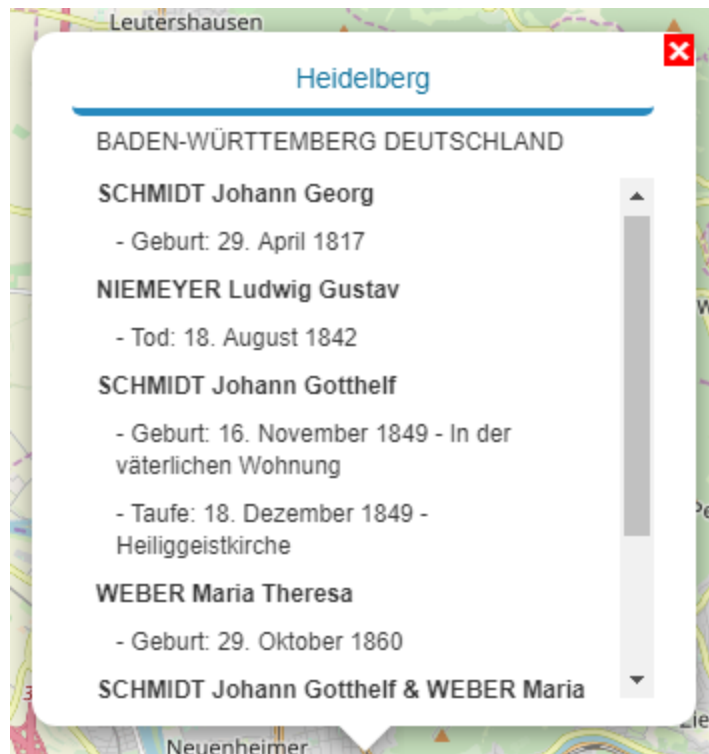 Leutershausen
Heidelberg
BADEN-WÜRTTEMBERG DEUTSCHLAND
SCHMIDT Johann Georg
- Geburt: 29. April 1817
NIEMEYER Ludwig Gustav
- Tod: 18. August 1842
SCHMIDT Johann Gotthelf
- Geburt: 16. November 1849 - In der
väterlichen Wohnung
- Taufe: 18. Dezember 1849 -
Heiliggeistkirche
WEBER Maria Theresa
- Geburt: 29. Oktober 1860
SCHMIDT Johann Gotthelf & WEBER Maria
Neuenheimer